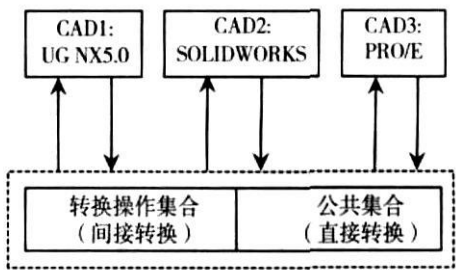 CAD1:
UG NX5.0
CAD2:
SOLIDWORKS
CAD3:
PRO/E
转换操作集合
（间接转换）
公共集合
（直接转换）